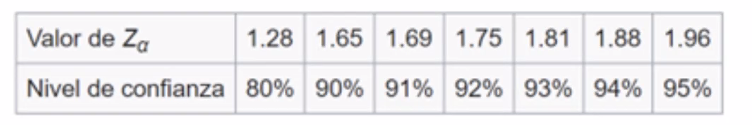 Valor de Zα 1.28 1.65 1.69 1.75 1.81 1.88 1.96
Nivel de confianza 80% 90% 91% 92% 93% 94% 95%